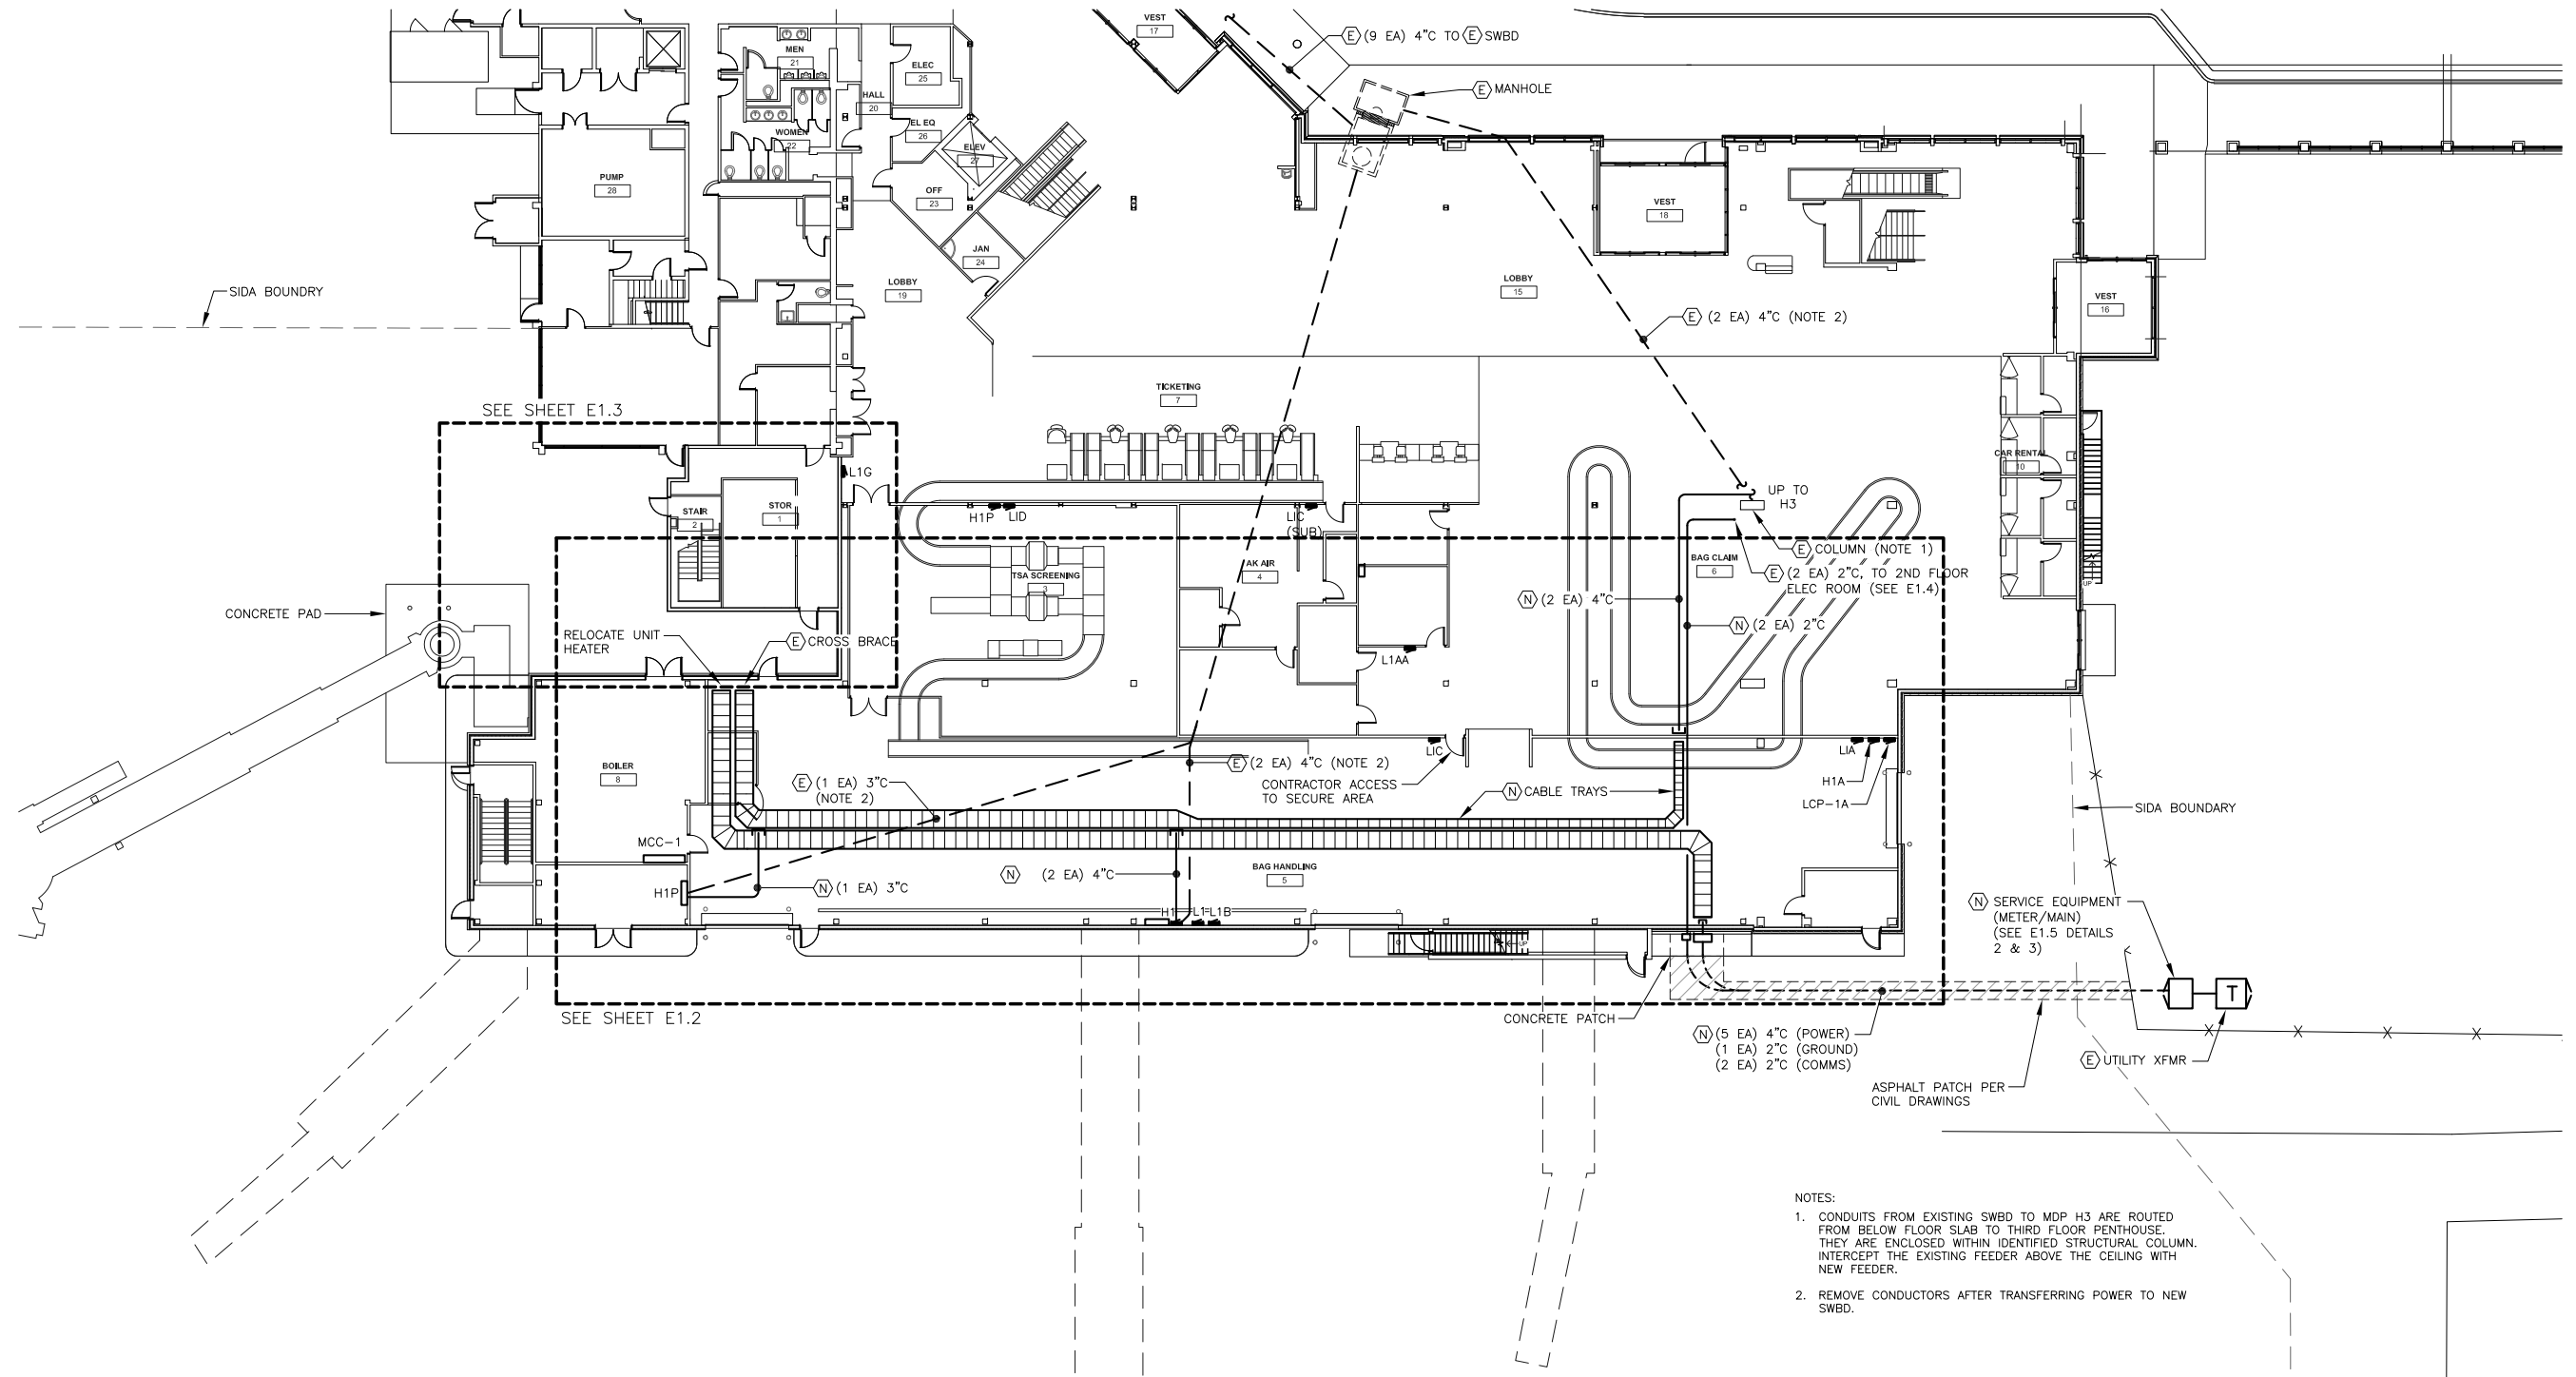 VEST
17
(E) (9 EA) 4"C TO (E) SWBD
MEN
21
ELEC
25
HALL
20
(E) MANHOLE
EL EQ
26
WOMEN
22
ELEV
27
PUMP
28
OFF
23
VEST
18
JAN
24
LOBBY
19
LOBBY
15
SIDA BOUNDRY
VEST
16
(E) (2 EA) 4"C (NOTE 2)
TICKETING
7
SEE SHEET E1.3
CAR RENTAL
10
L1G
UP TO
H3
STAIR
2
STOR
1
H1P
LID
LIC
(SUB)
(E) COLUMN (NOTE 1)
BAG CLAIM
6
TSA SCREENING
3
AK AIR
4
(E) (2 EA) 2"C, TO 2ND FLOOR
ELEC ROOM (SEE E1.4)
UP
(N) (2 EA) 4"C
CONCRETE PAD
(N) (2 EA) 2"C
RELOCATE UNIT
HEATER
(E) CROSS BRACE
L1AA
LIC
LIA
BOILER
8
(E) (2 EA) 4"C (NOTE 2)
(E) (1 EA) 3"C
(NOTE 2)
CONTRACTOR ACCESS
TO SECURE AREA
(N) CABLE TRAYS
H1A
LCP-1A
SIDA BOUNDARY
MCC-1
BAG HANDLING
5
(N) (2 EA) 4"C
(N) (1 EA) 3"C
H1P
H1
L1
L1B
UP
(N) SERVICE EQUIPMENT
(METER/MAIN)
(SEE E1.5 DETAILS
2 & 3)
T
SEE SHEET E1.2
CONCRETE PATCH
(N) (5 EA) 4"C (POWER)
(1 EA) 2"C (GROUND)
(2 EA) 2"C (COMMS)
(E) UTILITY XFMR
ASPHALT PATCH PER
CIVIL DRAWINGS
NOTES:
1. CONDUITS FROM EXISTING SWBD TO MDP H3 ARE ROUTED
FROM BELOW FLOOR SLAB TO THIRD FLOOR PENTHOUSE.
THEY ARE ENCLOSED WITHIN IDENTIFIED STRUCTURAL COLUMN.
INTERCEPT THE EXISTING FEEDER ABOVE THE CEILING WITH
NEW FEEDER.
2. REMOVE CONDUCTORS AFTER TRANSFERRING POWER TO NEW
SWBD.